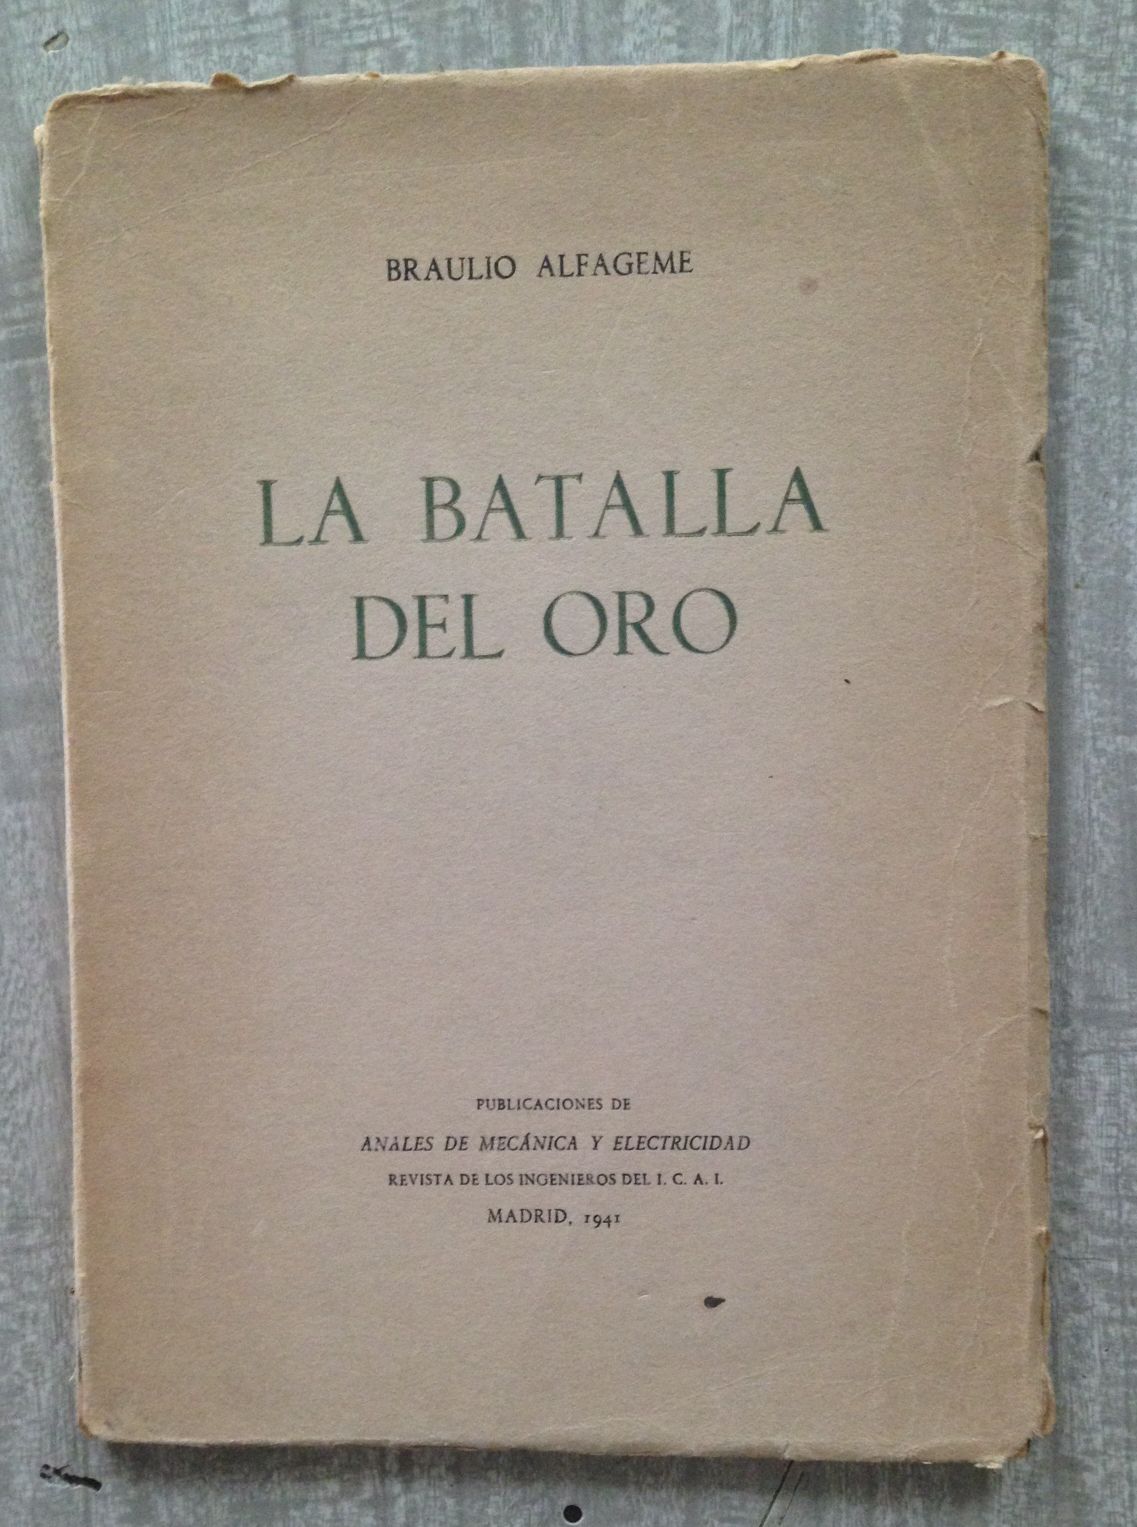 BRAULIO ALFAGEME
LA BATALLA
DEL ORO
PUBLICACIONES DE
ANALES DE MECÁNICA Y ELECTRICIDAD
REVISTA DE LOS INGENIEROS DEL I. C. A. I.
MADRID, 1941